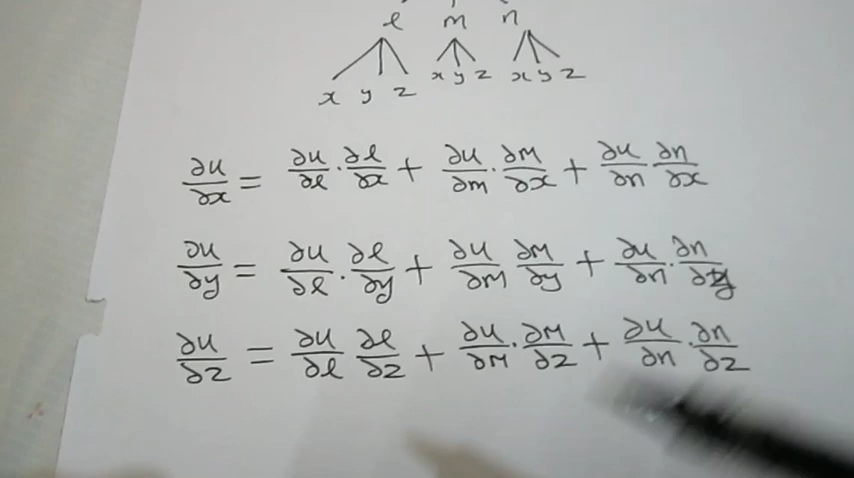 l m n
x y z x y z x y z
∂u/∂x = ∂u/∂l · ∂l/∂x + ∂u/∂m · ∂m/∂x + ∂u/∂n ∂n/∂x
∂u/∂y = ∂u/∂l · ∂l/∂y + ∂u/∂m ∂m/∂y + ∂u/∂n · ∂n/∂y
∂u/∂z = ∂u/∂l ∂l/∂z + ∂u/∂m · ∂m/∂z + ∂u/∂n · ∂n/∂z